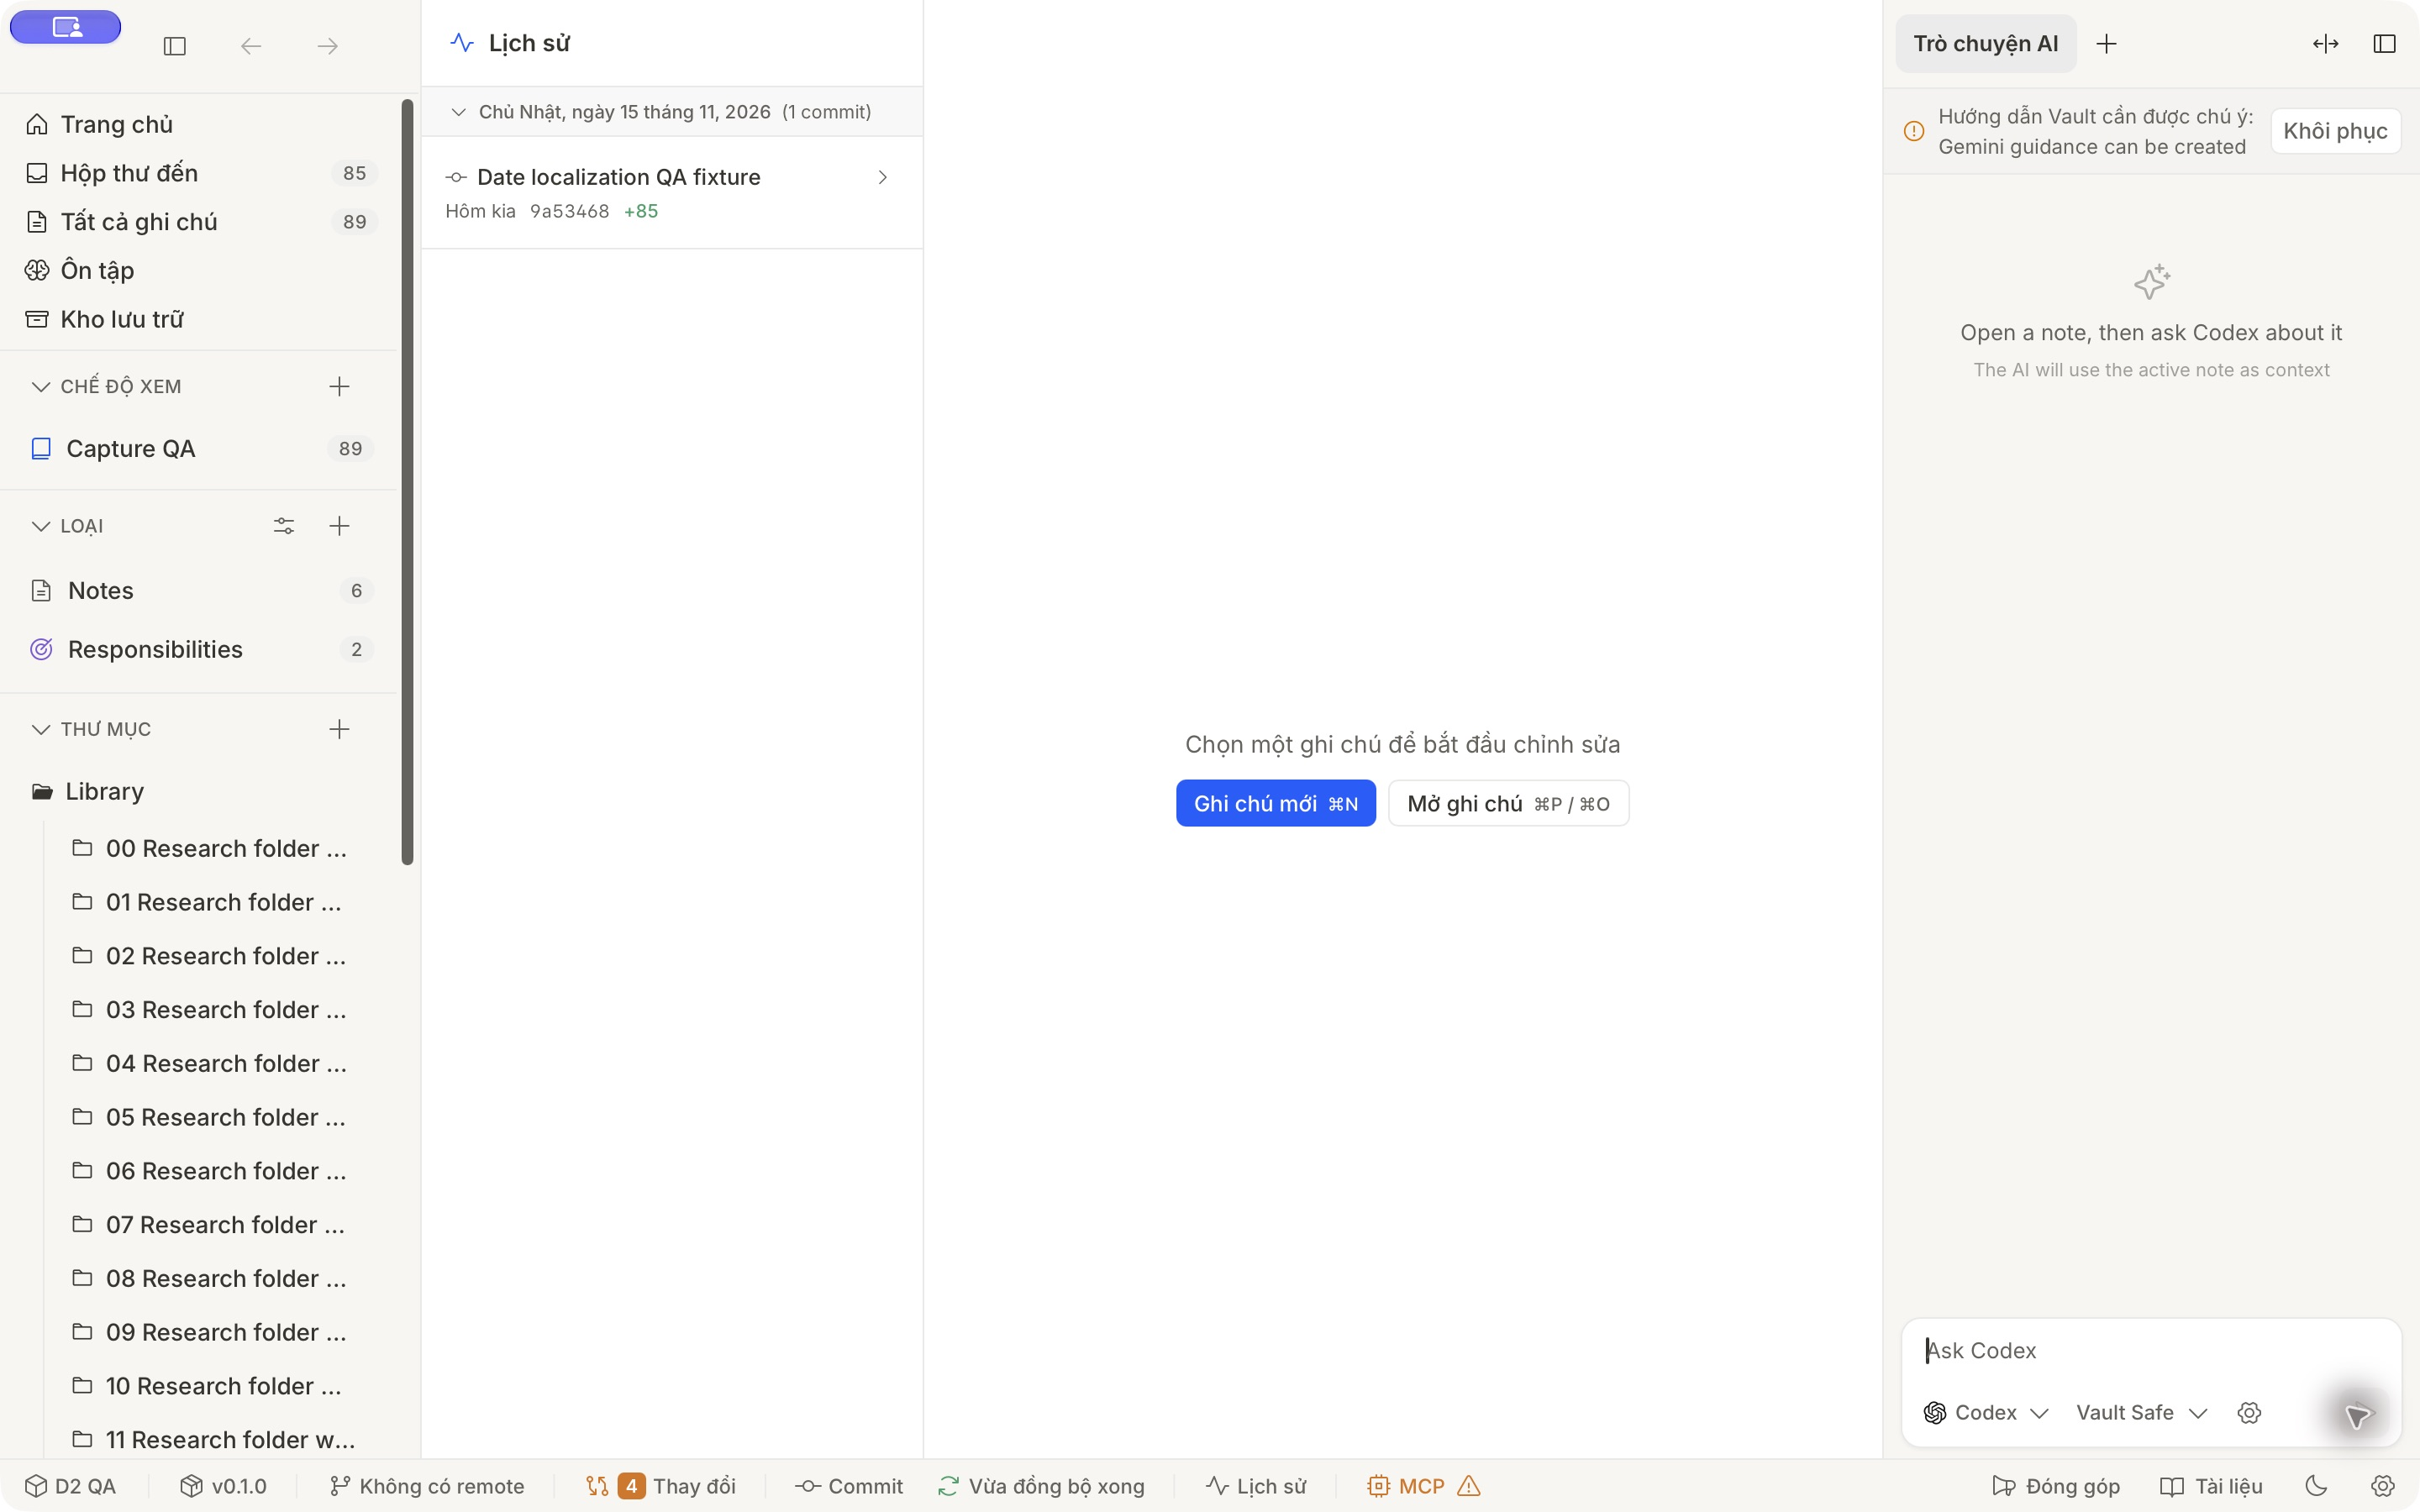 Trang chủ
Hộp thư đến 85
Tất cả ghi chú 89
Ôn tập
Kho lưu trữ
CHẾ ĐỘ XEM
Capture QA 89
LOẠI
Notes 6
Responsibilities 2
THƯ MỤC
Library
00 Research folder ...
01 Research folder ...
02 Research folder ...
03 Research folder ...
04 Research folder ...
05 Research folder ...
06 Research folder ...
07 Research folder ...
08 Research folder ...
09 Research folder ...
10 Research folder ...
11 Research folder w...
Lịch sử
Chủ Nhật, ngày 15 tháng 11, 2026 (1 commit)
Date localization QA fixture
Hôm kia 9a53468 +85
Chọn một ghi chú để bắt đầu chỉnh sửa
Ghi chú mới ⌘N
Mở ghi chú ⌘P / ⌘O
Trò chuyện AI
Hướng dẫn Vault cần được chú ý:
Gemini guidance can be created
Khôi phục
Open a note, then ask Codex about it
The AI will use the active note as context
Ask Codex
Codex Vault Safe
D2 QA v0.1.0 Không có remote 4 Thay đổi Commit Vừa đồng bộ xong Lịch sử MCP Đóng góp Tài liệu